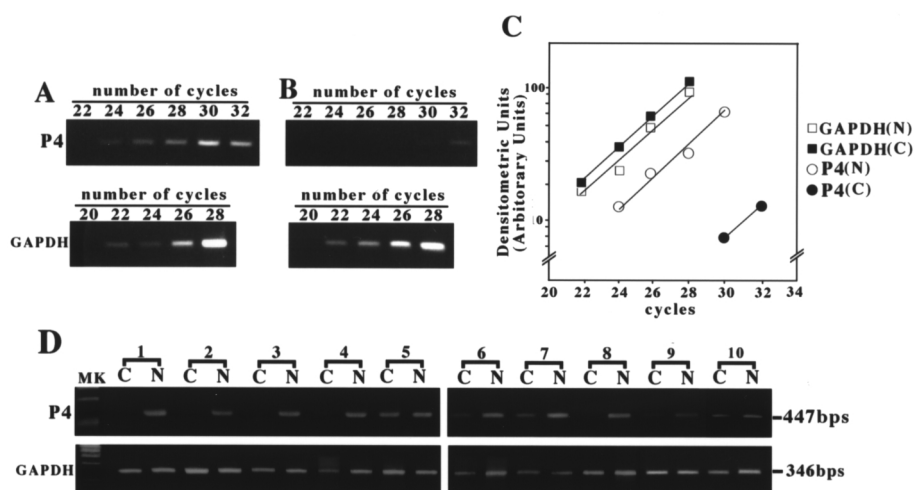 A
number of cycles
22 24 26 28 30 32
P4
number of cycles
20 22 24 26 28
GAPDH
B
number of cycles
22 24 26 28 30 32
number of cycles
20 22 24 26 28
C
Densitometric Units
(Arbitorary Units)
100
10
20 22 24 26 28 30 32 34
cycles
GAPDH(N)
GAPDH(C)
P4(N)
P4(C)
D
1 2 3 4 5 6 7 8 9 10
MK C N C N C N C N C N C N C N C N C N C N
P4
447bps
GAPDH
346bps